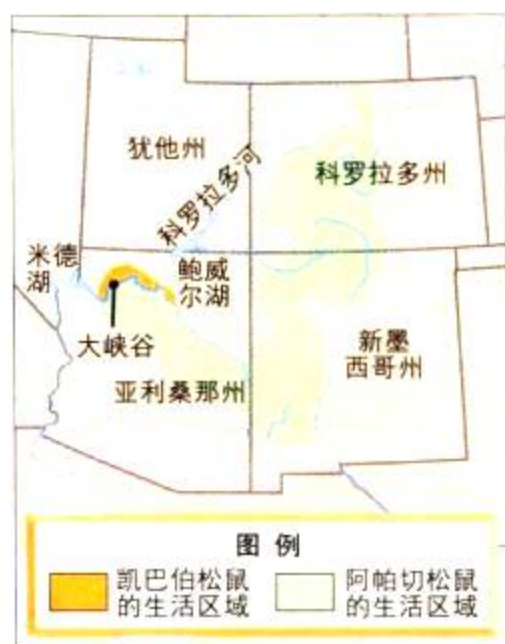 犹他州
科罗拉多河
科罗拉多州
米德
湖
鲍威
尔湖
大峡谷
新墨
西哥州
亚利桑那州
图例
凯巴伯松鼠
的生活区域
阿帕切松鼠
的生活区域